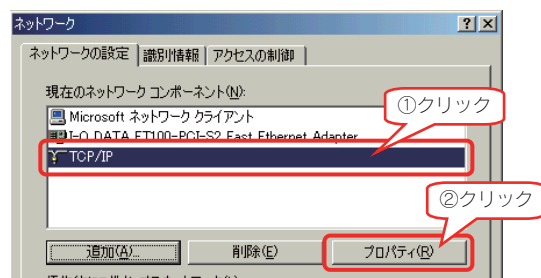 ネットワーク
ネットワークの設定 識別情報 アクセスの制御
現在のネットワーク コンポーネント(N):
①クリック
Microsoft ネットワーク クライアント
I-O DATA ET100-PCI-S2 Fast Ethernet Adapter
TCP/IP
②クリック
追加(A)... 削除(E) プロパティ(R)